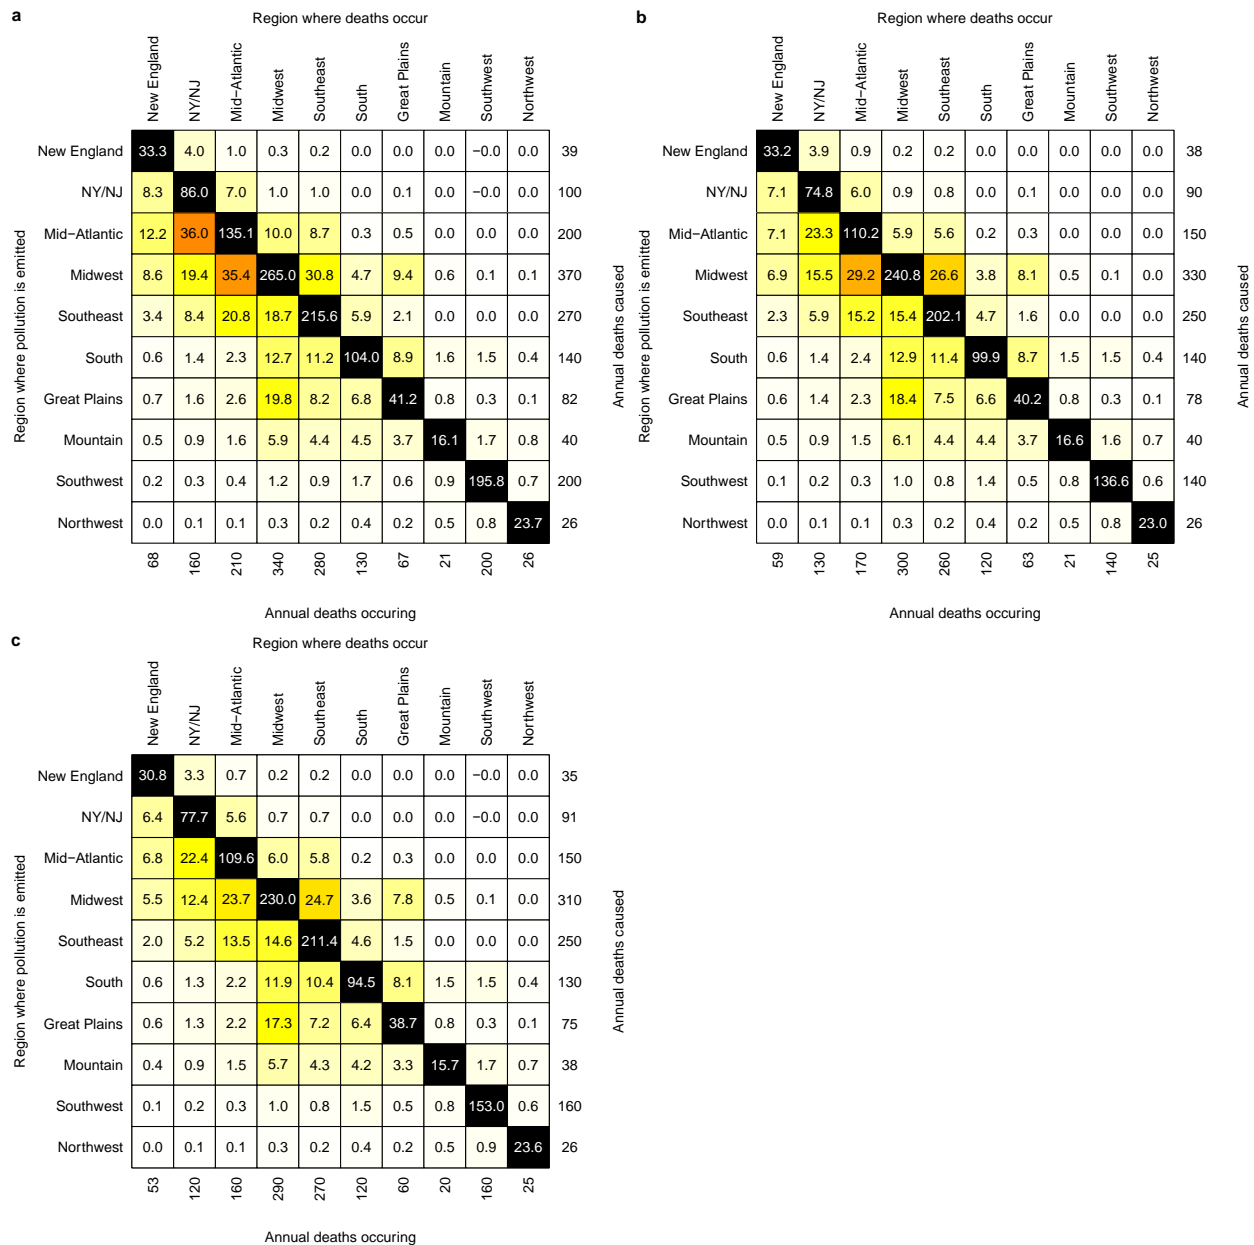 a
Region where deaths occur
New England NY/NJ Mid−Atlantic Midwest Southeast South Great Plains Mountain Southwest Northwest
Region where pollution is emitted
New England 33.3 4.0 1.0 0.3 0.2 0.0 0.0 0.0 −0.0 0.0 39
NY/NJ 8.3 86.0 7.0 1.0 1.0 0.0 0.1 0.0 −0.0 0.0 100
Mid−Atlantic 12.2 36.0 135.1 10.0 8.7 0.3 0.5 0.0 0.0 0.0 200
Midwest 8.6 19.4 35.4 265.0 30.8 4.7 9.4 0.6 0.1 0.1 370
Southeast 3.4 8.4 20.8 18.7 215.6 5.9 2.1 0.0 0.0 0.0 270
South 0.6 1.4 2.3 12.7 11.2 104.0 8.9 1.6 1.5 0.4 140
Great Plains 0.7 1.6 2.6 19.8 8.2 6.8 41.2 0.8 0.3 0.1 82
Mountain 0.5 0.9 1.6 5.9 4.4 4.5 3.7 16.1 1.7 0.8 40
Southwest 0.2 0.3 0.4 1.2 0.9 1.7 0.6 0.9 195.8 0.7 200
Northwest 0.0 0.1 0.1 0.3 0.2 0.4 0.2 0.5 0.8 23.7 26
68 160 210 340 280 130 67 21 200 26
Annual deaths caused
Annual deaths occuring
b
Region where deaths occur
New England NY/NJ Mid−Atlantic Midwest Southeast South Great Plains Mountain Southwest Northwest
Region where pollution is emitted
New England 33.2 3.9 0.9 0.2 0.2 0.0 0.0 0.0 0.0 0.0 38
NY/NJ 7.1 74.8 6.0 0.9 0.8 0.0 0.1 0.0 0.0 0.0 90
Mid−Atlantic 7.1 23.3 110.2 5.9 5.6 0.2 0.3 0.0 0.0 0.0 150
Midwest 6.9 15.5 29.2 240.8 26.6 3.8 8.1 0.5 0.1 0.0 330
Southeast 2.3 5.9 15.2 15.4 202.1 4.7 1.6 0.0 0.0 0.0 250
South 0.6 1.4 2.4 12.9 11.4 99.9 8.7 1.5 1.5 0.4 140
Great Plains 0.6 1.4 2.3 18.4 7.5 6.6 40.2 0.8 0.3 0.1 78
Mountain 0.5 0.9 1.5 6.1 4.4 4.4 3.7 16.6 1.6 0.7 40
Southwest 0.1 0.2 0.3 1.0 0.8 1.4 0.5 0.8 136.6 0.6 140
Northwest 0.0 0.1 0.1 0.3 0.2 0.4 0.2 0.5 0.8 23.0 26
59 130 170 300 260 120 63 21 140 25
Annual deaths caused
Annual deaths occuring
c
Region where deaths occur
New England NY/NJ Mid−Atlantic Midwest Southeast South Great Plains Mountain Southwest Northwest
Region where pollution is emitted
New England 30.8 3.3 0.7 0.2 0.2 0.0 0.0 0.0 −0.0 0.0 35
NY/NJ 6.4 77.7 5.6 0.7 0.7 0.0 0.0 0.0 −0.0 0.0 91
Mid−Atlantic 6.8 22.4 109.6 6.0 5.8 0.2 0.3 0.0 0.0 0.0 150
Midwest 5.5 12.4 23.7 230.0 24.7 3.6 7.8 0.5 0.1 0.0 310
Southeast 2.0 5.2 13.5 14.6 211.4 4.6 1.5 0.0 0.0 0.0 250
South 0.6 1.3 2.2 11.9 10.4 94.5 8.1 1.5 1.5 0.4 130
Great Plains 0.6 1.3 2.2 17.3 7.2 6.4 38.7 0.8 0.3 0.1 75
Mountain 0.4 0.9 1.5 5.7 4.3 4.2 3.3 15.7 1.7 0.7 38
Southwest 0.1 0.2 0.3 1.0 0.8 1.5 0.5 0.8 153.0 0.6 160
Northwest 0.0 0.1 0.1 0.3 0.2 0.4 0.2 0.5 0.9 23.6 26
53 120 160 290 270 120 60 20 160 25
Annual deaths caused
Annual deaths occuring